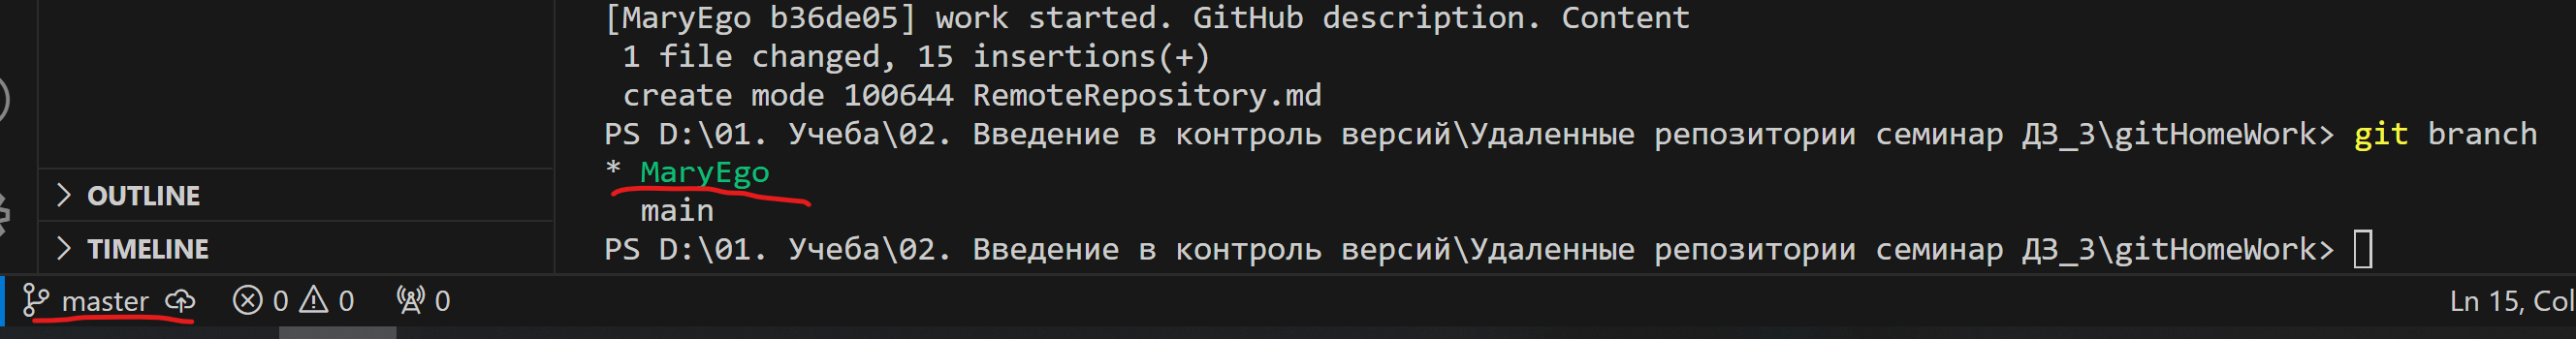 [MaryEgo b36de05] work started. GitHub description. Content
1 file changed, 15 insertions(+)
create mode 100644 RemoteRepository.md
PS D:\01. Учеба\02. Введение в контроль версий\Удаленные репозитории семинар ДЗ_3\gitHomeWork> git branch
* MaryEgo
main
PS D:\01. Учеба\02. Введение в контроль версий\Удаленные репозитории семинар ДЗ_3\gitHomeWork>
OUTLINE
TIMELINE
master 0 0 0 Ln 15, Col